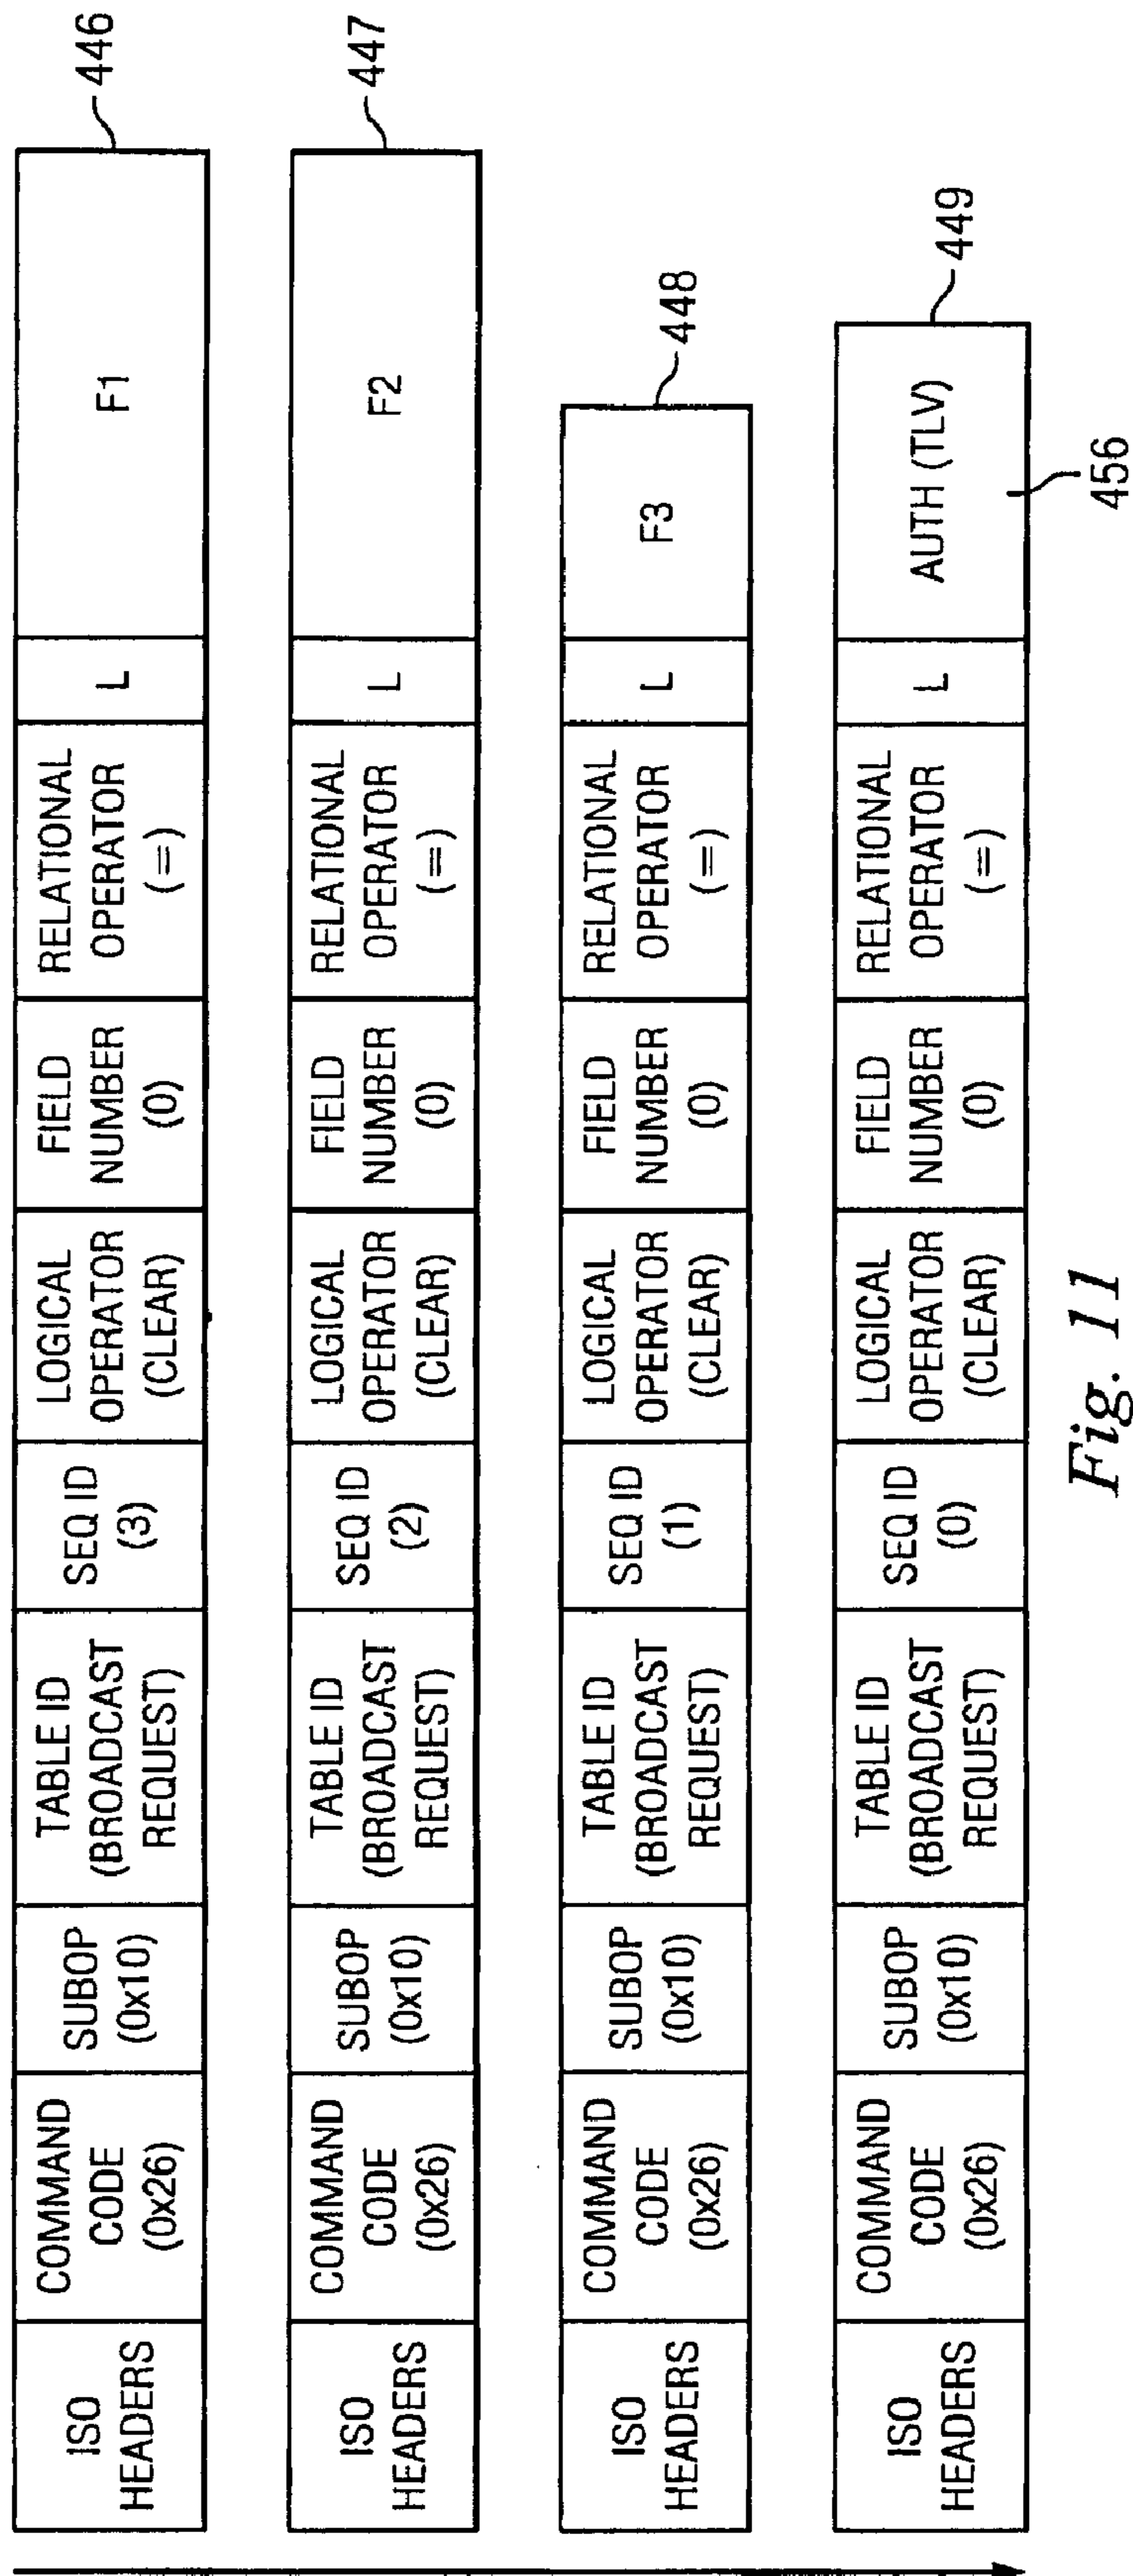 ISO
HEADERS
COMMAND
CODE
(0x26)
SUBOP
(0x10)
TABLE ID
(BROADCAST
REQUEST)
SEQ ID
(3)
LOGICAL
OPERATOR
(CLEAR)
FIELD
NUMBER
(0)
RELATIONAL
OPERATOR
(=)
L
F1
446
ISO
HEADERS
COMMAND
CODE
(0x26)
SUBOP
(0x10)
TABLE ID
(BROADCAST
REQUEST)
SEQ ID
(2)
LOGICAL
OPERATOR
(CLEAR)
FIELD
NUMBER
(0)
RELATIONAL
OPERATOR
(=)
L
F2
447
ISO
HEADERS
COMMAND
CODE
(0x26)
SUBOP
(0x10)
TABLE ID
(BROADCAST
REQUEST)
SEQ ID
(1)
LOGICAL
OPERATOR
(CLEAR)
FIELD
NUMBER
(0)
RELATIONAL
OPERATOR
(=)
L
F3
448
ISO
HEADERS
COMMAND
CODE
(0x26)
SUBOP
(0x10)
TABLE ID
(BROADCAST
REQUEST)
SEQ ID
(0)
LOGICAL
OPERATOR
(CLEAR)
FIELD
NUMBER
(0)
RELATIONAL
OPERATOR
(=)
L
AUTH (TLV)
449
456
Fig. 11